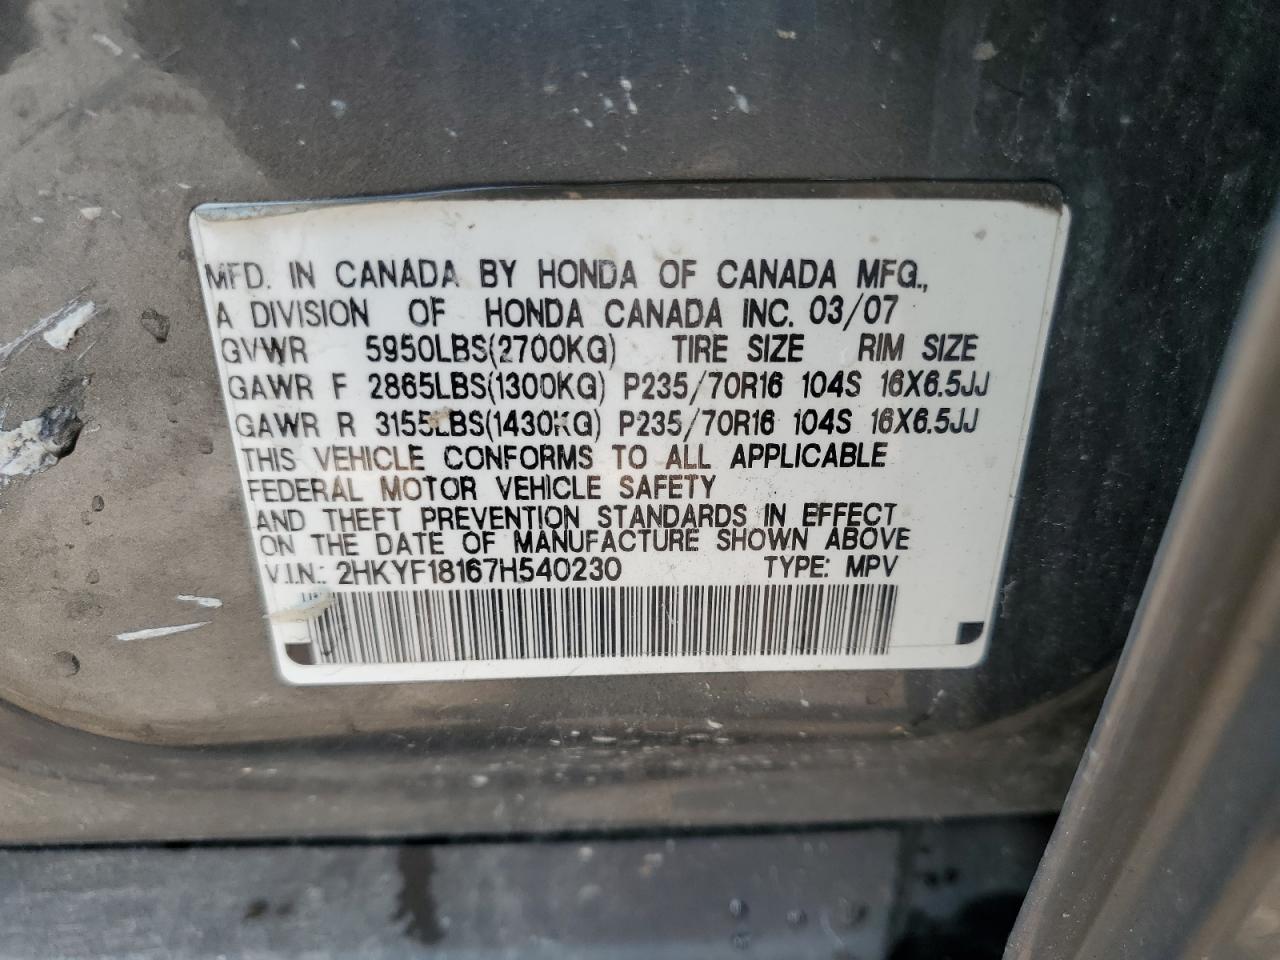 MFD. IN CANADA BY HONDA OF CANADA MFG.,
A DIVISION OF HONDA CANADA INC. 03/07
GVWR 5950LBS(2700KG) TIRE SIZE RIM SIZE
GAWR F 2865LBS(1300KG) P235/70R16 104S 16X6.5JJ
GAWR R 3155LBS(1430KG) P235/70R16 104S 16X6.5JJ
THIS VEHICLE CONFORMS TO ALL APPLICABLE
FEDERAL MOTOR VEHICLE SAFETY
AND THEFT PREVENTION STANDARDS IN EFFECT
ON THE DATE OF MANUFACTURE SHOWN ABOVE
V.I.N.: 2HKYF18167H540230 TYPE: MPV